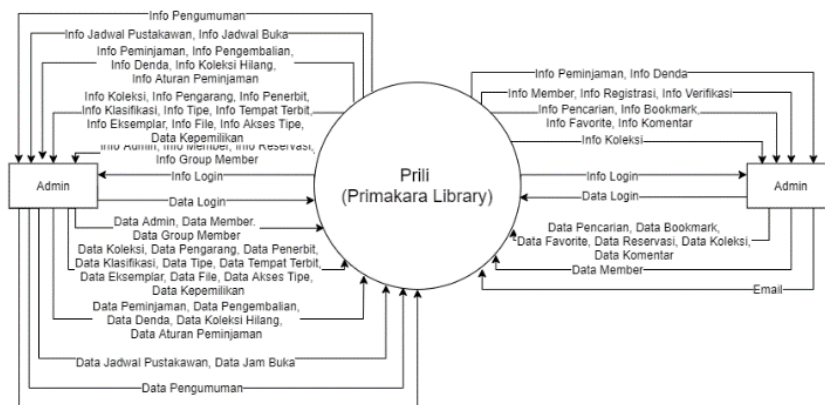 Info Pengumuman
Info Jadwal Pustakawan, Info Jadwal Buka
Info Peminjaman, Info Pengembalian,
Info Denda, Info Koleksi Hilang,
Info Aturan Peminjaman
Info Koleksi, Info Pengarang, Info Penerbit,
Info Klasifikasi, Info Tipe, Info Tempat Terbit,
Info Eksemplar, Info File, Info Akses Tipe,
Data Kepemilikan
Info Admin, Info Member, Info Reservasi,
Info Group Member
Info Login
Admin
Data Login
Data Admin, Data Member.
Data Group Member
Data Koleksi, Data Pengarang, Data Penerbit,
Data Klasifikasi, Data Tipe, Data Tempat Terbit,
Data Eksemplar, Data File, Data Akses Tipe,
Data Kepemilikan
Data Peminjaman, Data Pengembalian,
Data Denda, Data Koleksi Hilang,
Data Aturan Peminjaman
Data Jadwal Pustakawan, Data Jam Buka
Data Pengumuman
Prili
(Primakara Library)
Info Peminjaman, Info Denda
Info Member, Info Registrasi, Info Verifikasi
Info Pencarian, Info Bookmark,
Info Favorite, Info Komentar
Info Koleksi
Info Login
Admin
Data Login
Data Pencarian, Data Bookmark,
Data Favorite, Data Reservasi, Data Koleksi,
Data Komentar
Data Member
Email